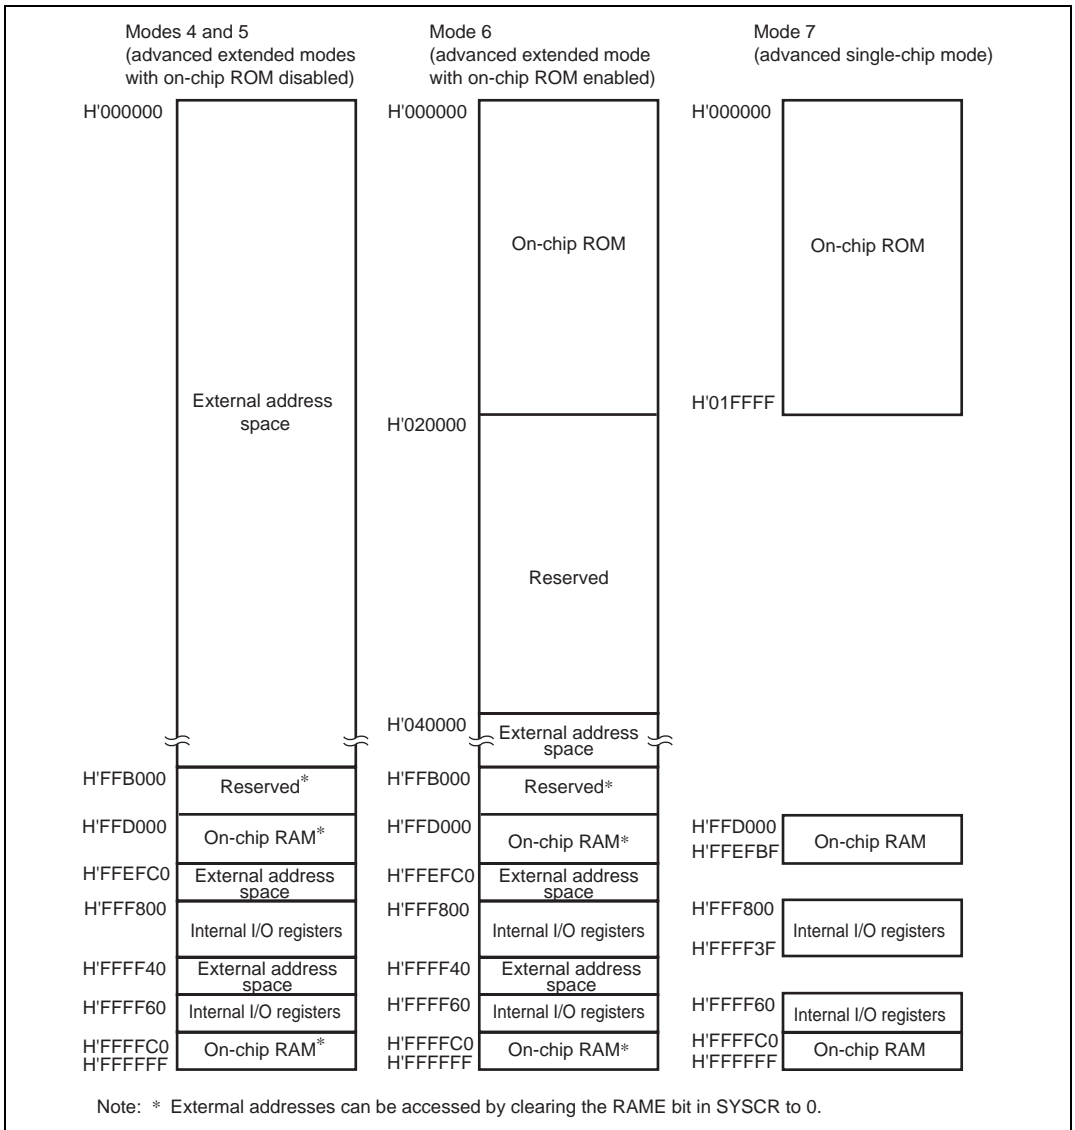 Modes 4 and 5
(advanced extended modes
with on-chip ROM disabled)
H'000000
External address
space
H'FFB000
Reserved*
H'FFD000
On-chip RAM*
H'FFEFC0
External address
space
H'FFF800
Internal I/O registers
H'FFFF40
External address
space
H'FFFF60
Internal I/O registers
H'FFFFC0
On-chip RAM*
H'FFFFFF
Mode 6
(advanced extended mode
with on-chip ROM enabled)
H'000000
On-chip ROM
H'020000
Reserved
H'040000
External address
space
H'FFB000
Reserved*
H'FFD000
On-chip RAM*
H'FFEFC0
External address
space
H'FFF800
Internal I/O registers
H'FFFF40
External address
space
H'FFFF60
Internal I/O registers
H'FFFFC0
On-chip RAM*
H'FFFFFF
Mode 7
(advanced single-chip mode)
H'000000
On-chip ROM
H'01FFFF
H'FFD000
On-chip RAM
H'FFEFBF
H'FFF800
Internal I/O registers
H'FFFF3F
H'FFFF60
Internal I/O registers
H'FFFFC0
On-chip RAM
H'FFFFFF
Note: * Extermal addresses can be accessed by clearing the RAME bit in SYSCR to 0.